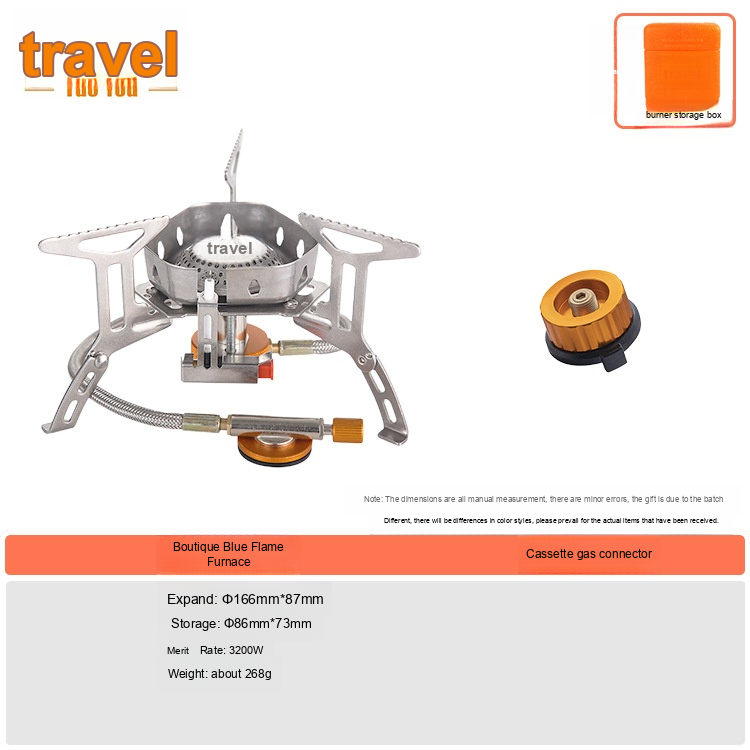 travel
burner storage box
travel
Note: The dimensions are all manual measurement, there are minor errors, the gift is due to the batch
Different, there will be differences in color styles, please prevail for the actual items that have been received.
Boutique Blue Flame
Furnace
Cassette gas connector
Expand: Φ166mm*87mm
Storage: Φ86mm*73mm
Merit Rate: 3200W
Weight: about 268g